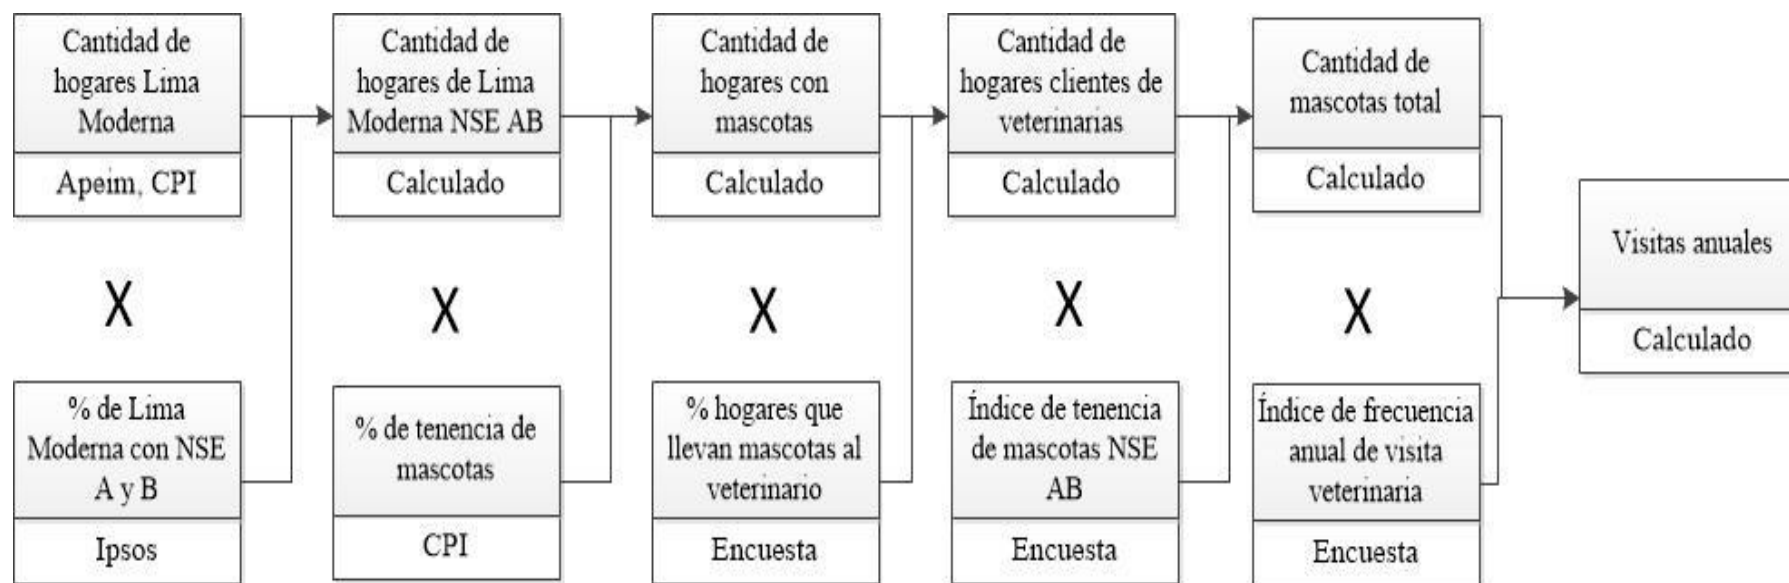 Cantidad de
hogares Lima
Moderna
Apeim, CPI
Cantidad de
hogares de Lima
Moderna NSE AB
Calculado
Cantidad de
hogares con
mascotas
Calculado
Cantidad de
hogares clientes de
veterinarias
Calculado
Cantidad de
mascotas total
Calculado
Visitas anuales
Calculado
X
X
X
X
X
% de Lima
Moderna con NSE
A y B
Ipsos
% de tenencia de
mascotas
CPI
% hogares que
llevan mascotas al
veterinario
Encuesta
Índice de tenencia
de mascotas NSE
AB
Encuesta
Índice de frecuencia
anual de visita
veterinaria
Encuesta